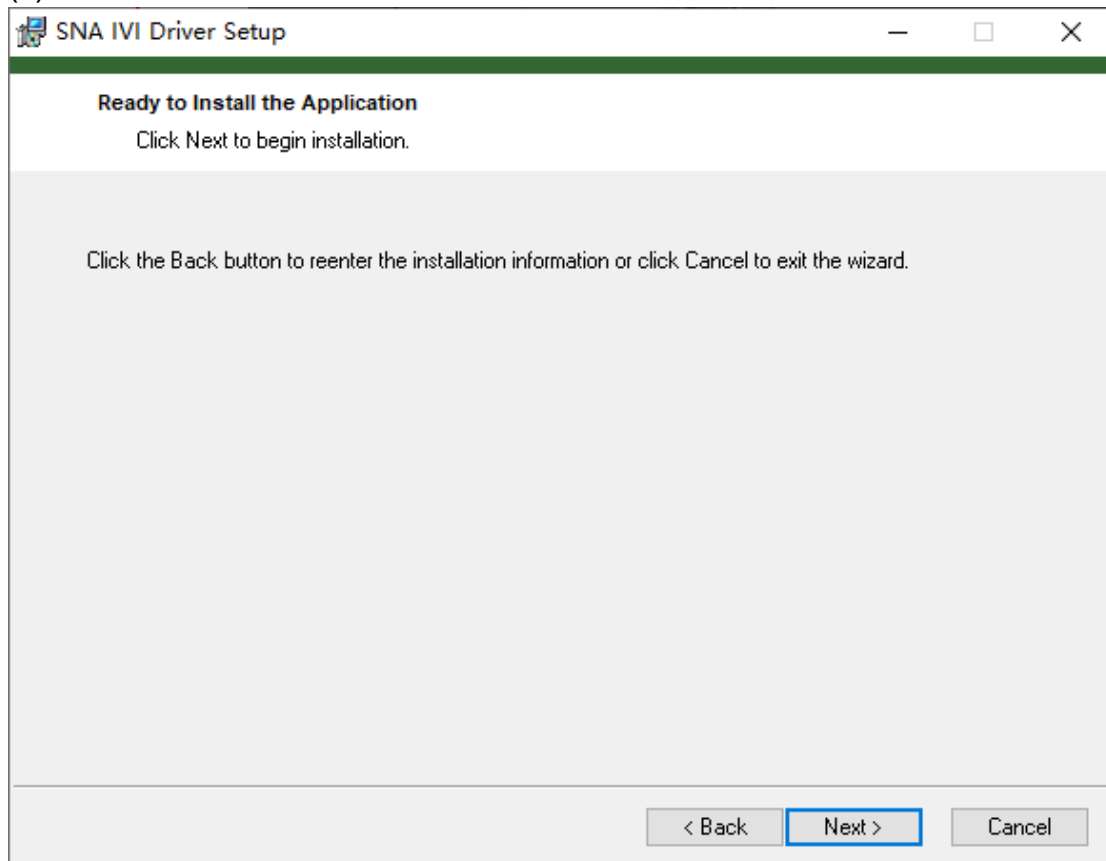 SNA IVI Driver Setup
Ready to Install the Application
Click Next to begin installation.
Click the Back button to reenter the installation information or click Cancel to exit the wizard.
< Back Next > Cancel